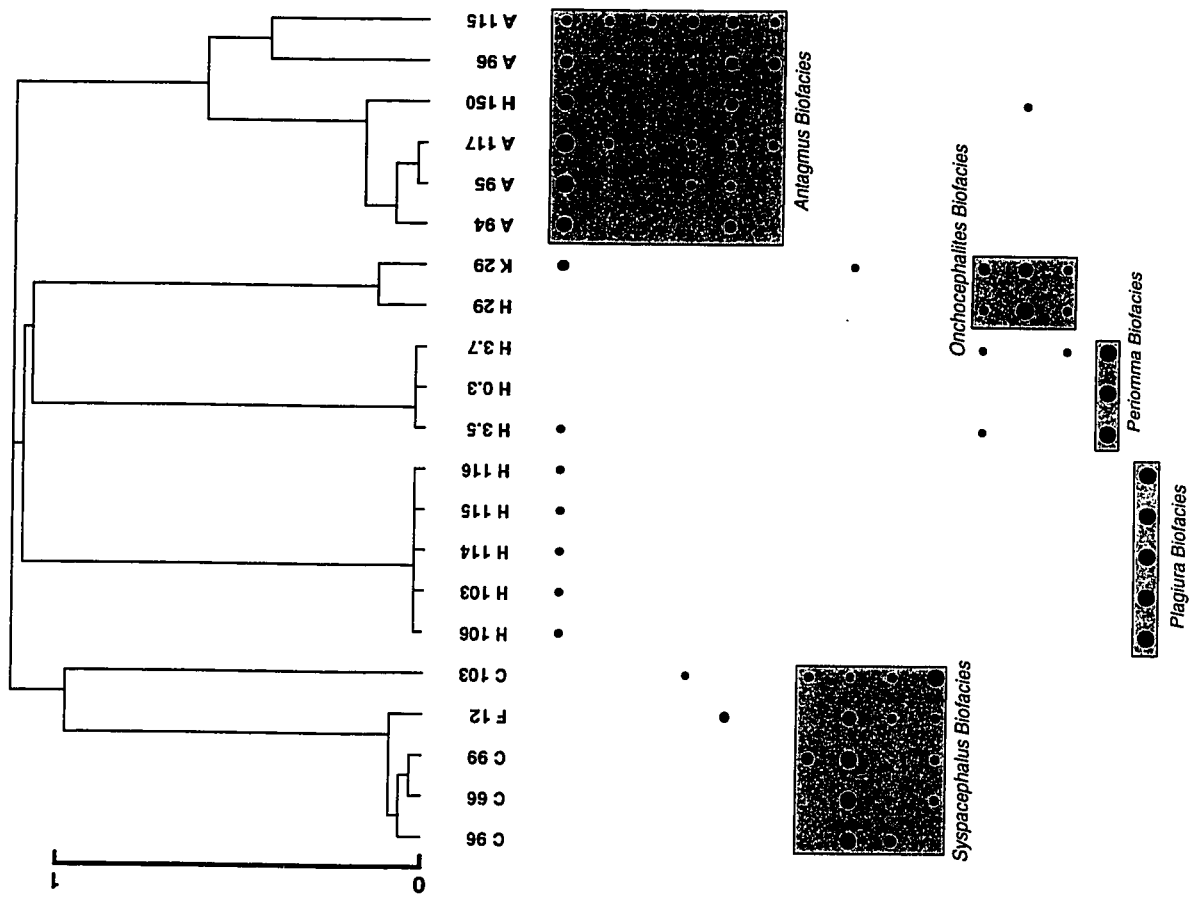 A 115
A 96
H 150
A 117
A 95
A 94
K 29
H 29
H 3.7
H 0.3
H 3.5
H 116
H 115
H 114
H 103
H 106
C 103
F 12
C 99
C 66
C 96
1
0
Antagmus Biofacies
Onchocephalites Biofacies
Periomma Biofacies
Plagiura Biofacies
Syspacephalus Biofacies